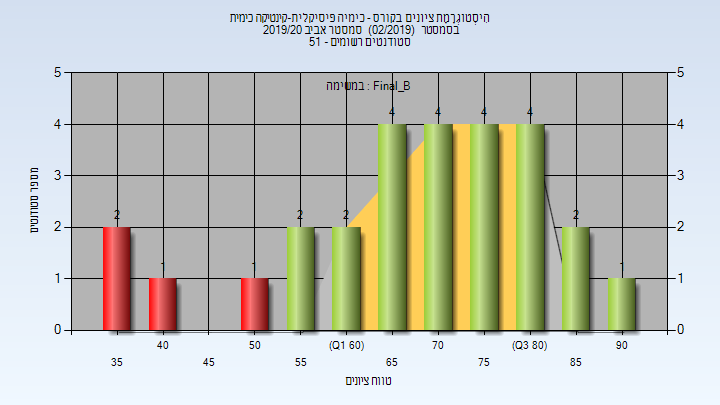 היסטוגרמת ציונים בקורס - כימיה פיסיקלית-קינטיקה כימית
בסמסטר (02/2019) סמסטר אביב 2019/20
סטודנטים רשומים - 51
במשימה : Final_B
מספר סטודנטים
5 5
4 4
3 3
2 2
1 1
0 0
2 1 1 2 2 4 4 4 4 2 1
40 50 (Q1 60) 70 (Q3 80) 90
35 45 55 65 75 85
טווח ציונים